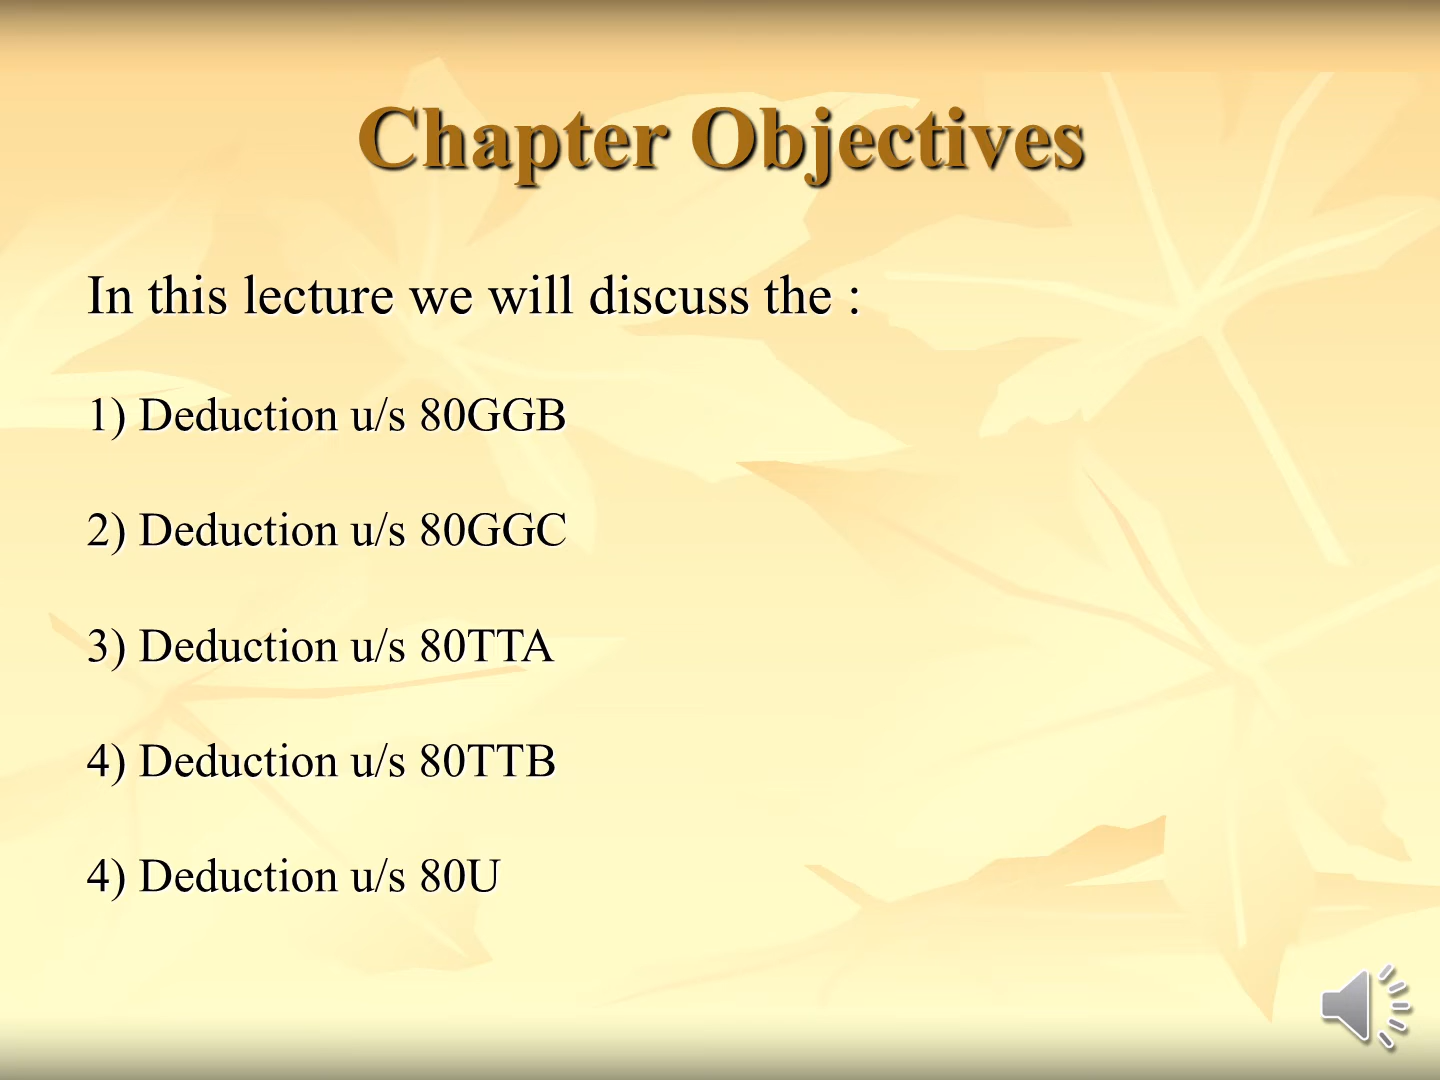 Chapter Objectives
In this lecture we will discuss the :
1) Deduction u/s 80GGB
2) Deduction u/s 80GGC
3) Deduction u/s 80TTA
4) Deduction u/s 80TTB
4) Deduction u/s 80U